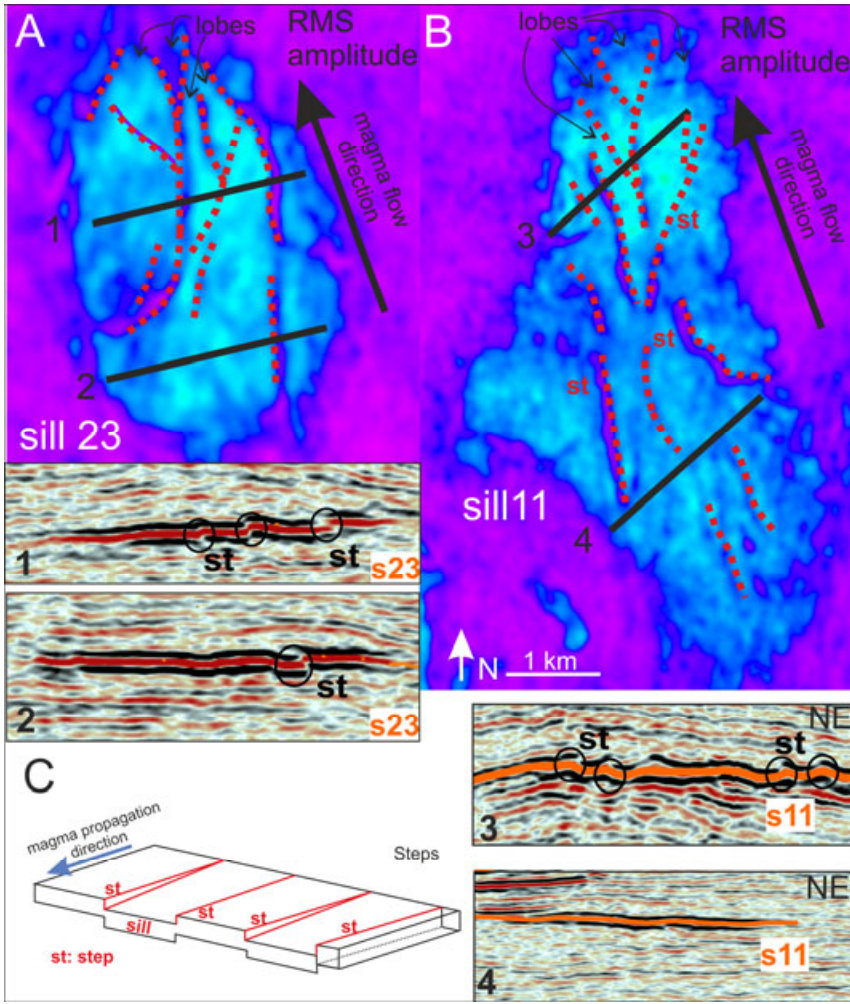 A
lobes
RMS
amplitude
magma flow
direction
1
2
sill 23
B
lobes
RMS
amplitude
magma flow
direction
3
st
st
st
sill11
4
N
1 km
st
st
1
s23
st
2
s23
NE
st
st
s11
3
NE
s11
4
C
magma propagation
direction
Steps
st
st
st
st
sill
st: step